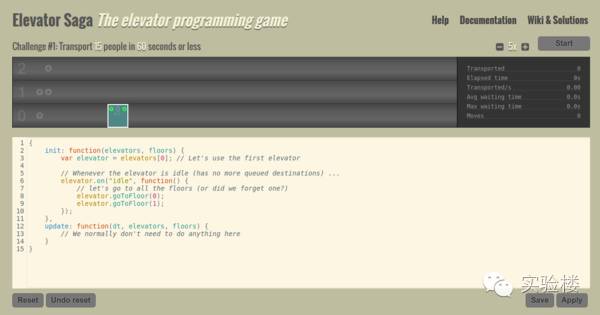 Elevator Saga The elevator programming game
Help Documentation Wiki & Solutions
Challenge #1: Transport 15 people in 60 seconds or less
5x
Start
2
1
0
Transported 0
Elapsed time 0s
Transported/s 0.00
Avg waiting time 0.0s
Max waiting time 0.0s
Moves 0
1 {
2 init: function(elevators, floors) {
3 var elevator = elevators[0]; // Let's use the first elevator
4
5 // Whenever the elevator is idle (has no more queued destinations) ...
6 elevator.on("idle", function() {
7 // let's go to all the floors (or did we forget one?)
8 elevator.goToFloor(0);
9 elevator.goToFloor(1);
10 });
11 },
12 update: function(dt, elevators, floors) {
13 // We normally don't need to do anything here
14 }
15 }
实验楼
Reset Undo reset Save Apply